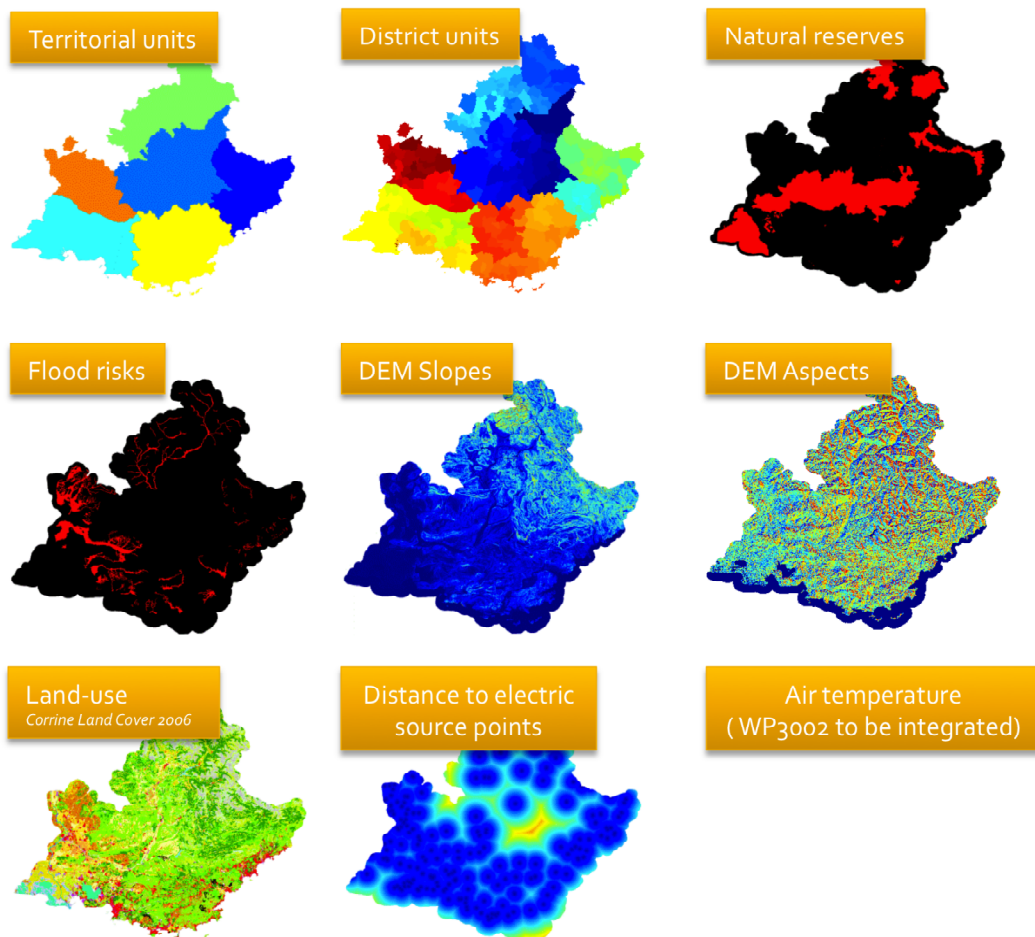 Territorial units
District units
Natural reserves
Flood risks
DEM Slopes
DEM Aspects
Land-use
Corrine Land Cover 2006
Distance to electric
source points
Air temperature
( WP3002 to be integrated)